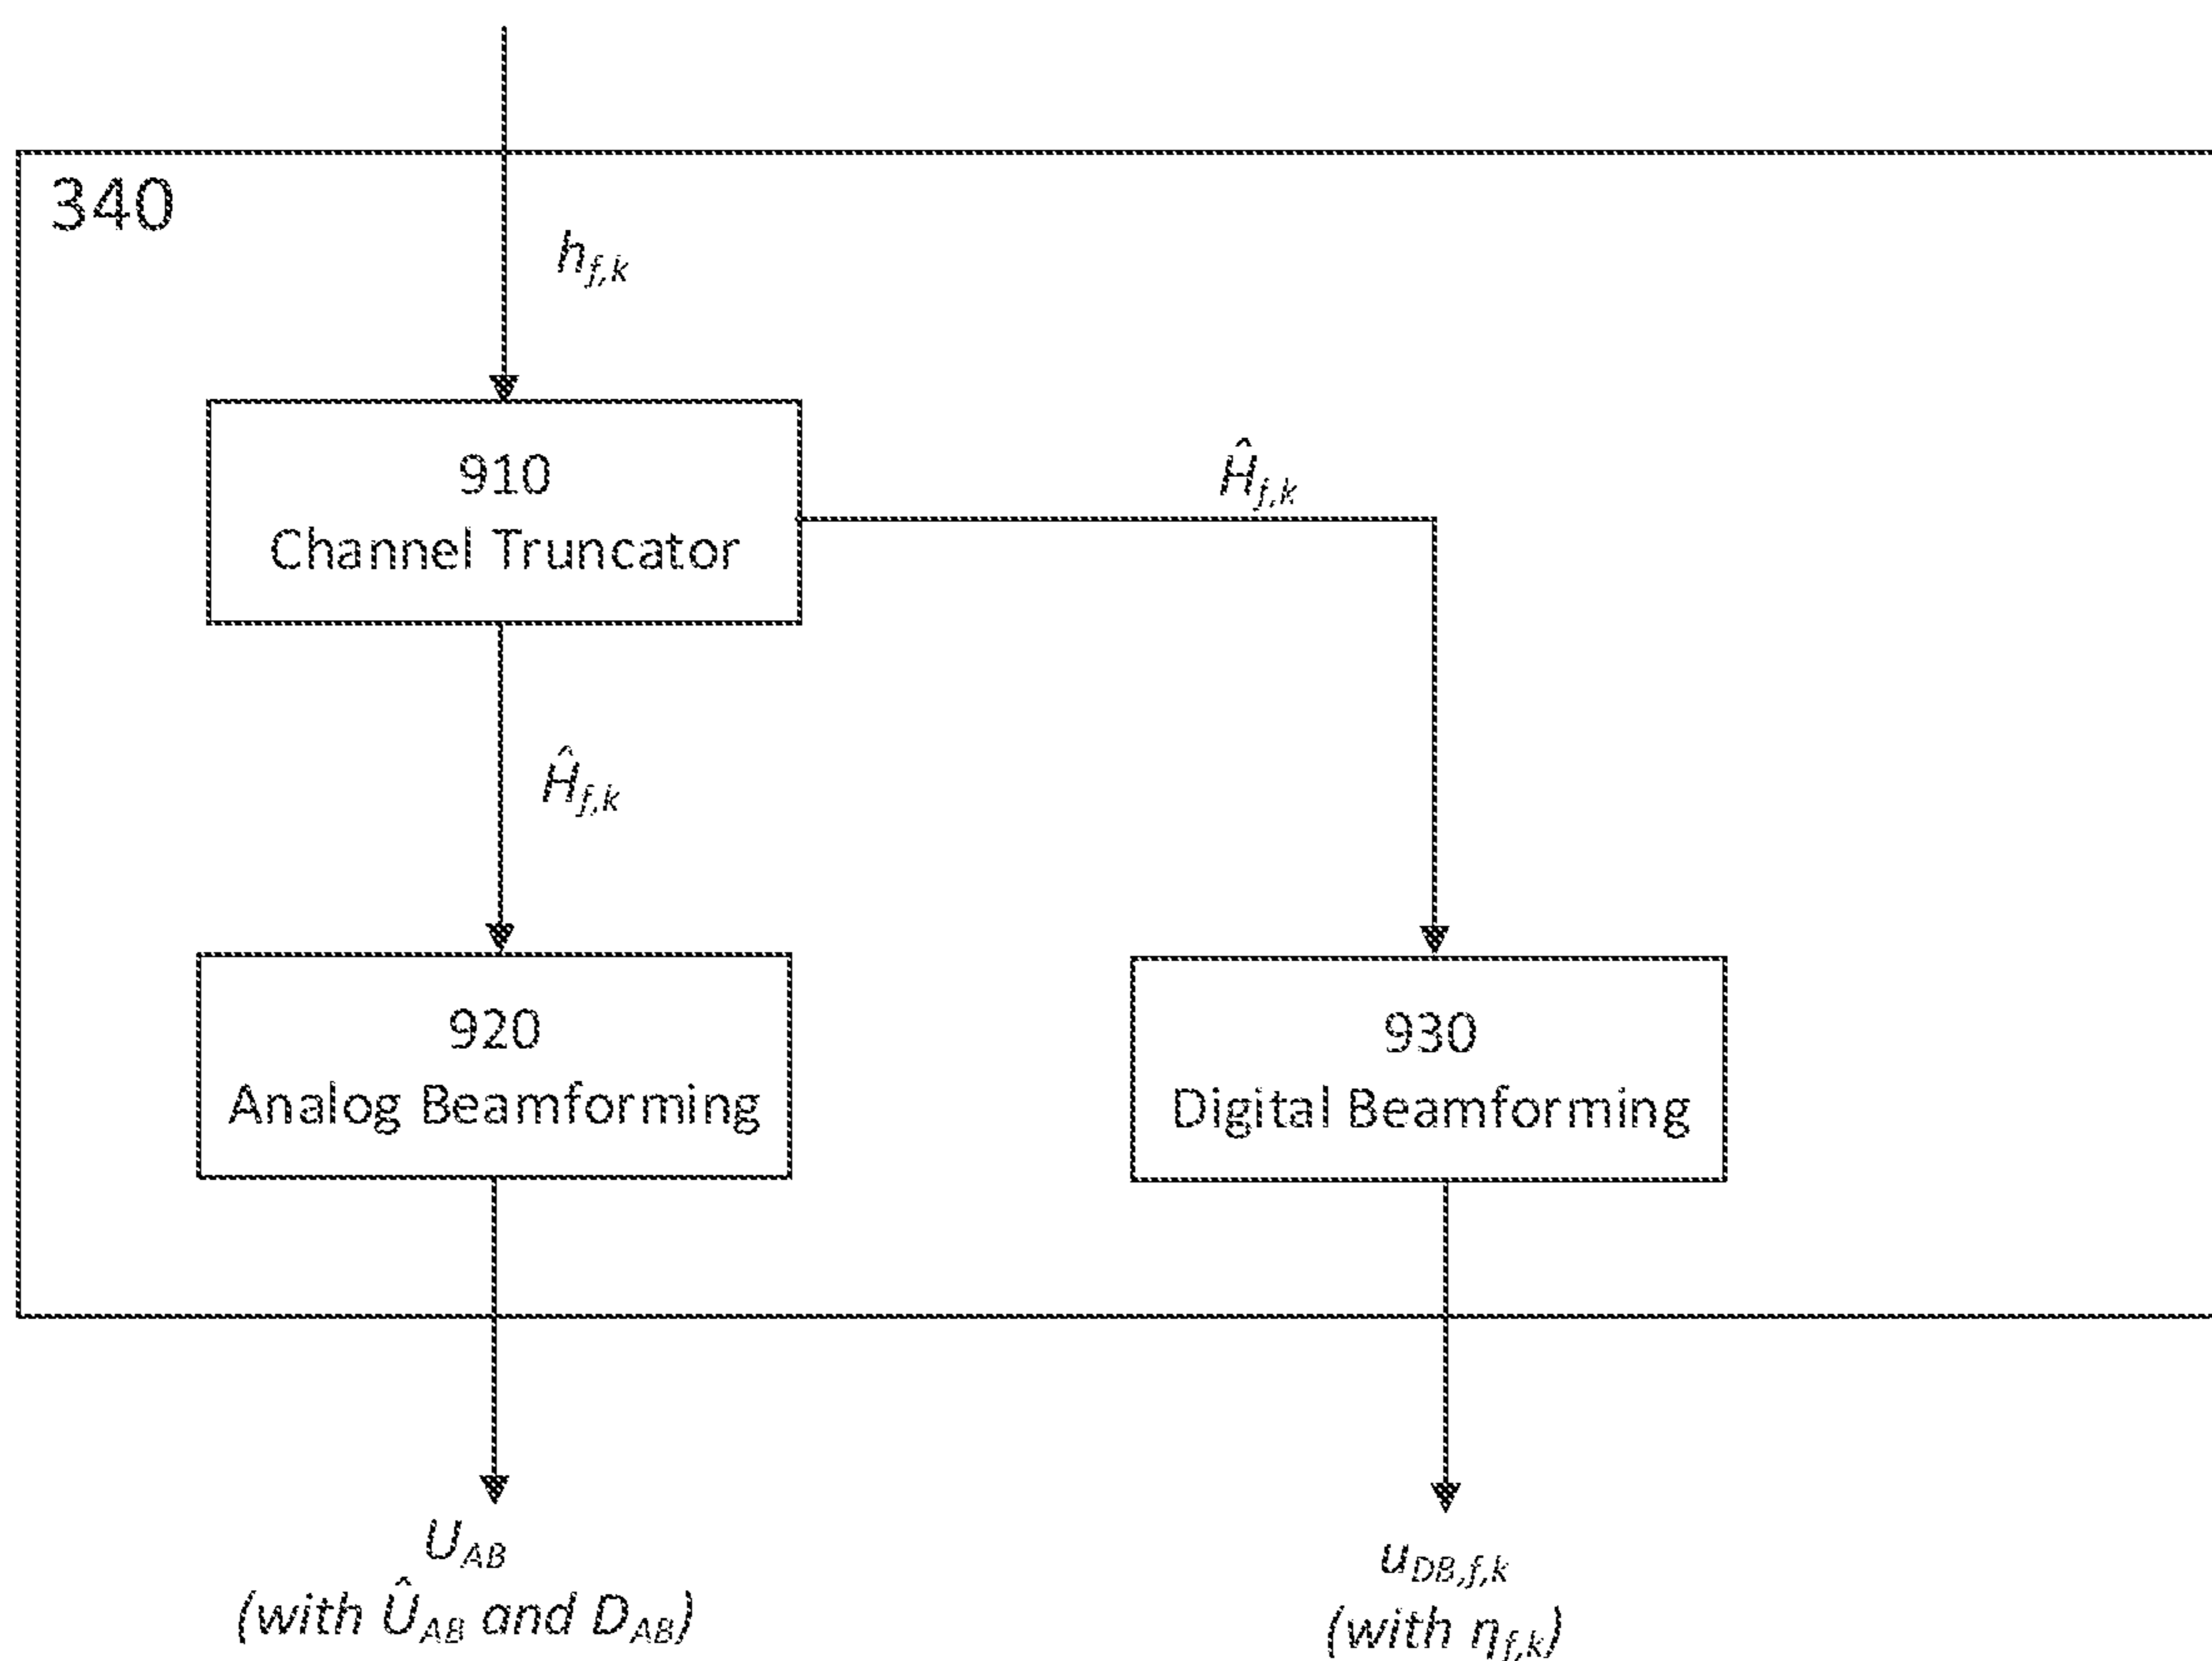 340
h_{f,k}
910
Channel Truncator
Ĥ_{f,k}
Ĥ_{f,k}
920
Analog Beamforming
930
Digital Beamforming
U_{AB}
(with Û_{AB} and D_{AB})
u_{DB,f,k}
(with η_{f,k})